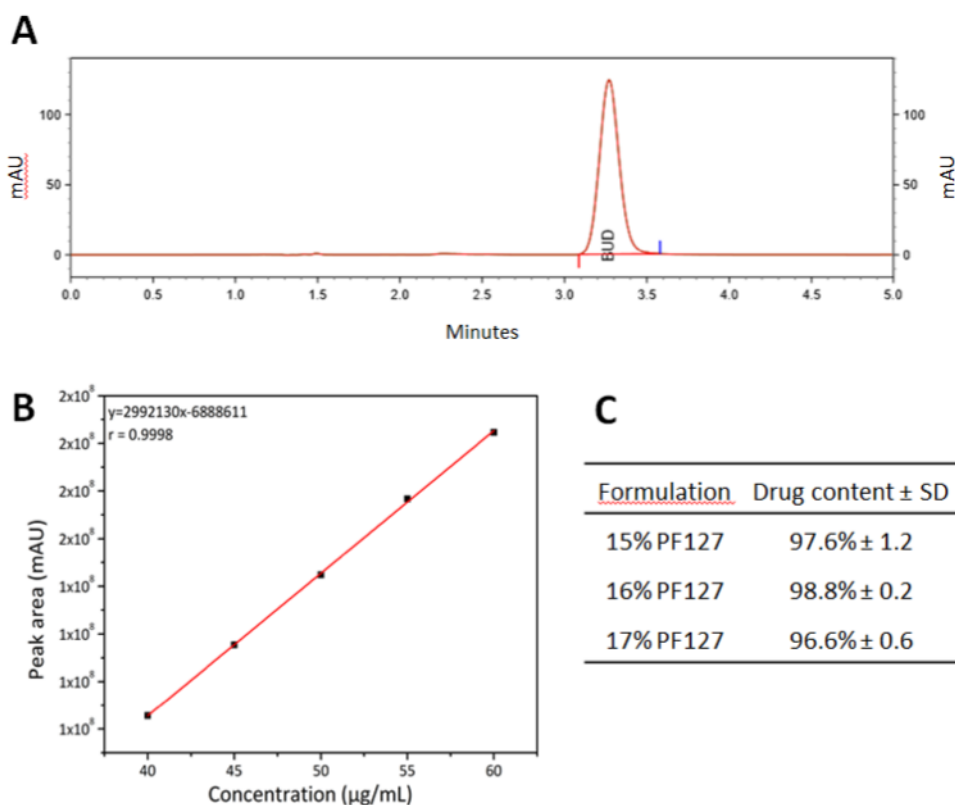 A
mAU
100
50
0
BUD
100
50
0
mAU
0.0 0.5 1.0 1.5 2.0 2.5 3.0 3.5 4.0 4.5 5.0
Minutes
B
y=2992130x-6888611
r = 0.9998
2x10⁸
2x10⁸
2x10⁸
2x10⁸
1x10⁸
1x10⁸
1x10⁸
1x10⁸
Peak area (mAU)
40 45 50 55 60
Concentration (µg/mL)
C
Formulation Drug content ± SD
15% PF127 97.6% ± 1.2
16% PF127 98.8% ± 0.2
17% PF127 96.6% ± 0.6